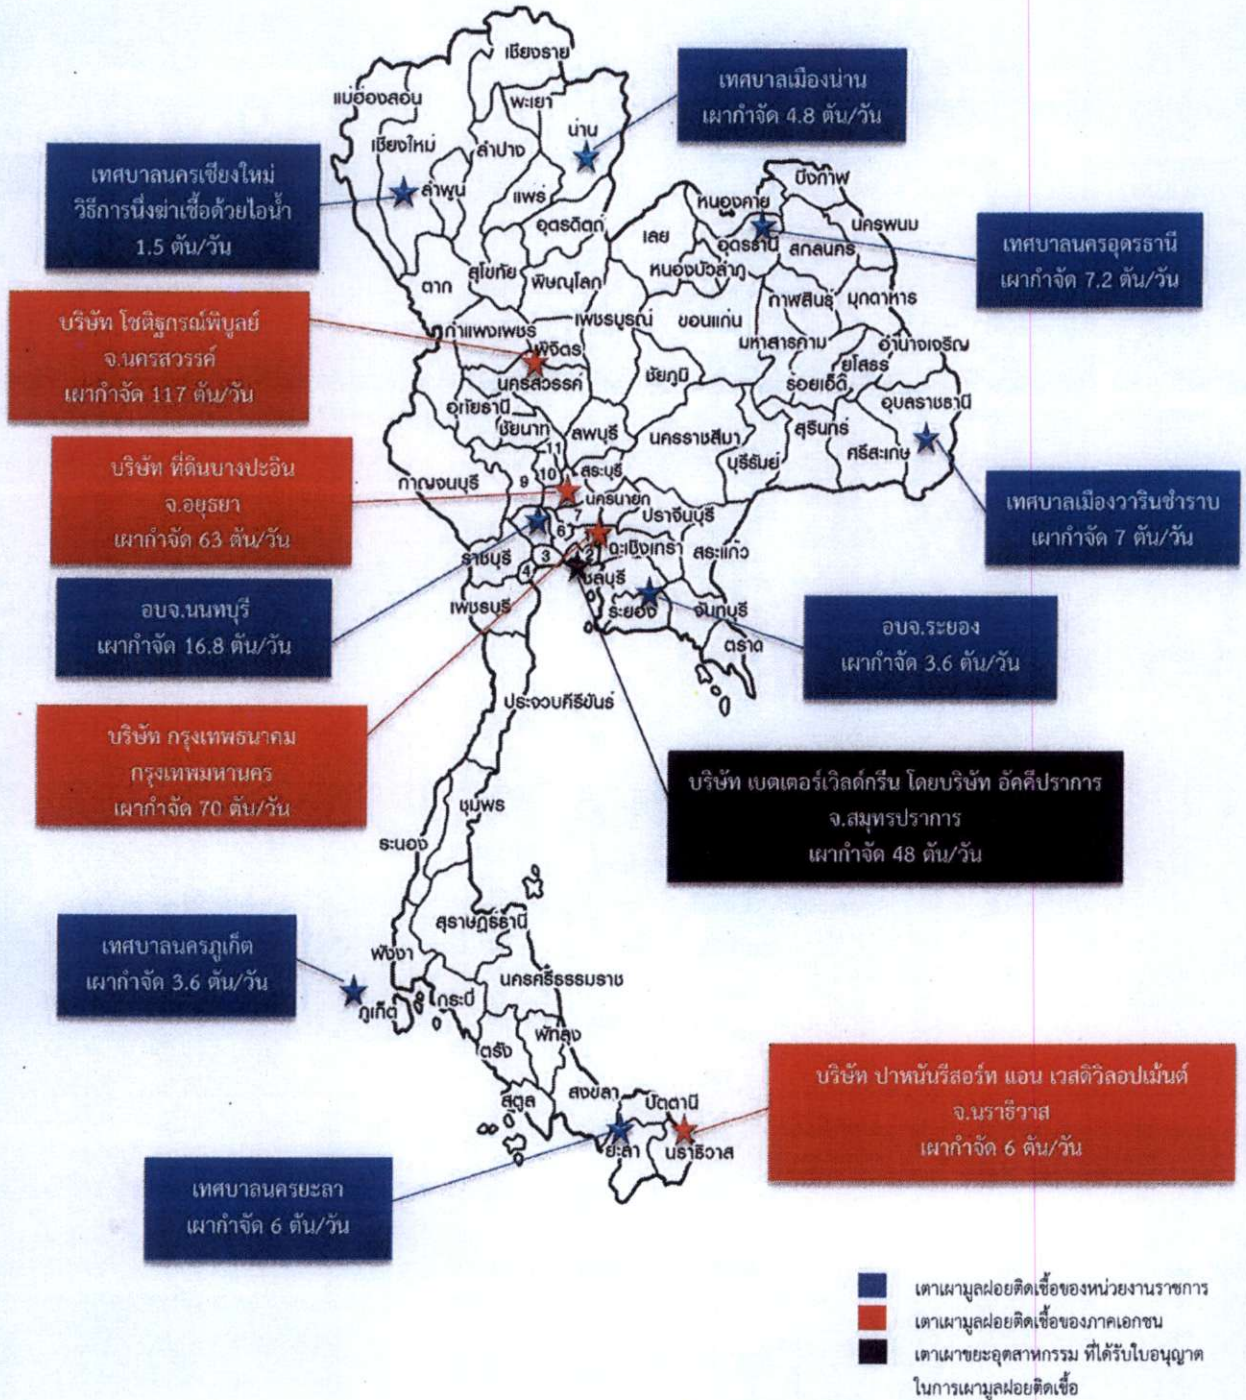 เชียงราย
แม่ฮ่องสอน
พะเยา
น่าน
เชียงใหม่
ลำปาง
ลำพูน
แพร่
อุตรดิตถ์
ตาก
สุโขทัย
พิษณุโลก
กำแพงเพชร
พิจิตร
เพชรบูรณ์
นครสวรรค์
อุทัยธานี
ชัยนาท
ลพบุรี
สระบุรี
เลย
หนองคาย
บึงกาฬ
อุดรธานี
หนองบัวลำภู
สกลนคร
นครพนม
กาฬสินธุ์
มุกดาหาร
ขอนแก่น
มหาสารคาม
อำนาจเจริญ
ยโสธร
ร้อยเอ็ด
ชัยภูมิ
อุบลราชธานี
นครราชสีมา
บุรีรัมย์
สุรินทร์
ศรีสะเกษ
กาญจนบุรี
11
10
9
7
6
3
2
4
นครนายก
ปราจีนบุรี
ฉะเชิงเทรา
สระแก้ว
ราชบุรี
ชลบุรี
เพชรบุรี
ระยอง
จันทบุรี
ตราด
ประจวบคีรีขันธ์
ชุมพร
ระนอง
สุราษฎร์ธานี
พังงา
นครศรีธรรมราช
ภูเก็ต
กระบี่
ตรัง
พัทลุง
สงขลา
สตูล
ปัตตานี
ยะลา
นราธิวาส
เทศบาลเมืองน่าน
เผากำจัด 4.8 ตัน/วัน
เทศบาลนครเชียงใหม่
วิธีการนึ่งฆ่าเชื้อด้วยไอน้ำ
1.5 ตัน/วัน
เทศบาลนครอุดรธานี
เผากำจัด 7.2 ตัน/วัน
บริษัท โชติฐกรณ์พิบูลย์
จ.นครสวรรค์
เผากำจัด 117 ตัน/วัน
บริษัท ที่ดินบางปะอิน
จ.อยุธยา
เผากำจัด 63 ตัน/วัน
เทศบาลเมืองวารินชำราบ
เผากำจัด 7 ตัน/วัน
อบจ.นนทบุรี
เผากำจัด 16.8 ตัน/วัน
อบจ.ระยอง
เผากำจัด 3.6 ตัน/วัน
บริษัท กรุงเทพธนาคม
กรุงเทพมหานคร
เผากำจัด 70 ตัน/วัน
บริษัท เบตเตอร์เวิลด์กรีน โดยบริษัท อัคคีปราการ
จ.สมุทรปราการ
เผากำจัด 48 ตัน/วัน
เทศบาลนครภูเก็ต
เผากำจัด 3.6 ตัน/วัน
บริษัท ปาหนันรีสอร์ท แอน เวสดิวิลอปเม้นต์
จ.นราธิวาส
เผากำจัด 6 ตัน/วัน
เทศบาลนครยะลา
เผากำจัด 6 ตัน/วัน
เตาเผามูลฝอยติดเชื้อของหน่วยงานราชการ
เตาเผามูลฝอยติดเชื้อของภาคเอกชน
เตาเผาขยะอุตสาหกรรม ที่ได้รับใบอนุญาต
ในการเผามูลฝอยติดเชื้อ